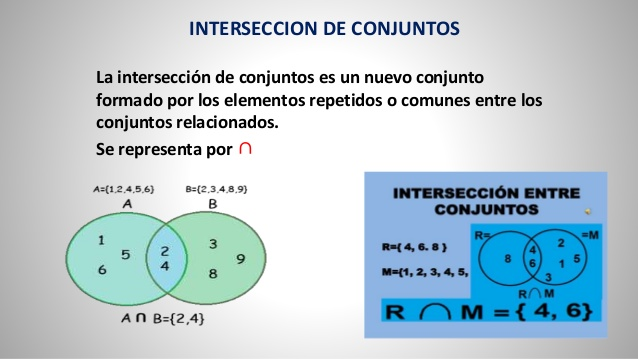 INTERSECCION DE CONJUNTOS
La intersección de conjuntos es un nuevo conjunto
formado por los elementos repetidos o comunes entre los
conjuntos relacionados.
Se representa por ∩
A={1,2,4,5,6} B={2,3,4,8,9}
A B
1 5 6 2 4 3 9 8
A ∩ B={2,4}
INTERSECCIÓN ENTRE
CONJUNTOS
R= =M
R={ 4, 6. 8 }
M={1, 2, 3, 4, 5,
8 4 6 2 1 5 3
R∩M
R ∩ M = { 4, 6}